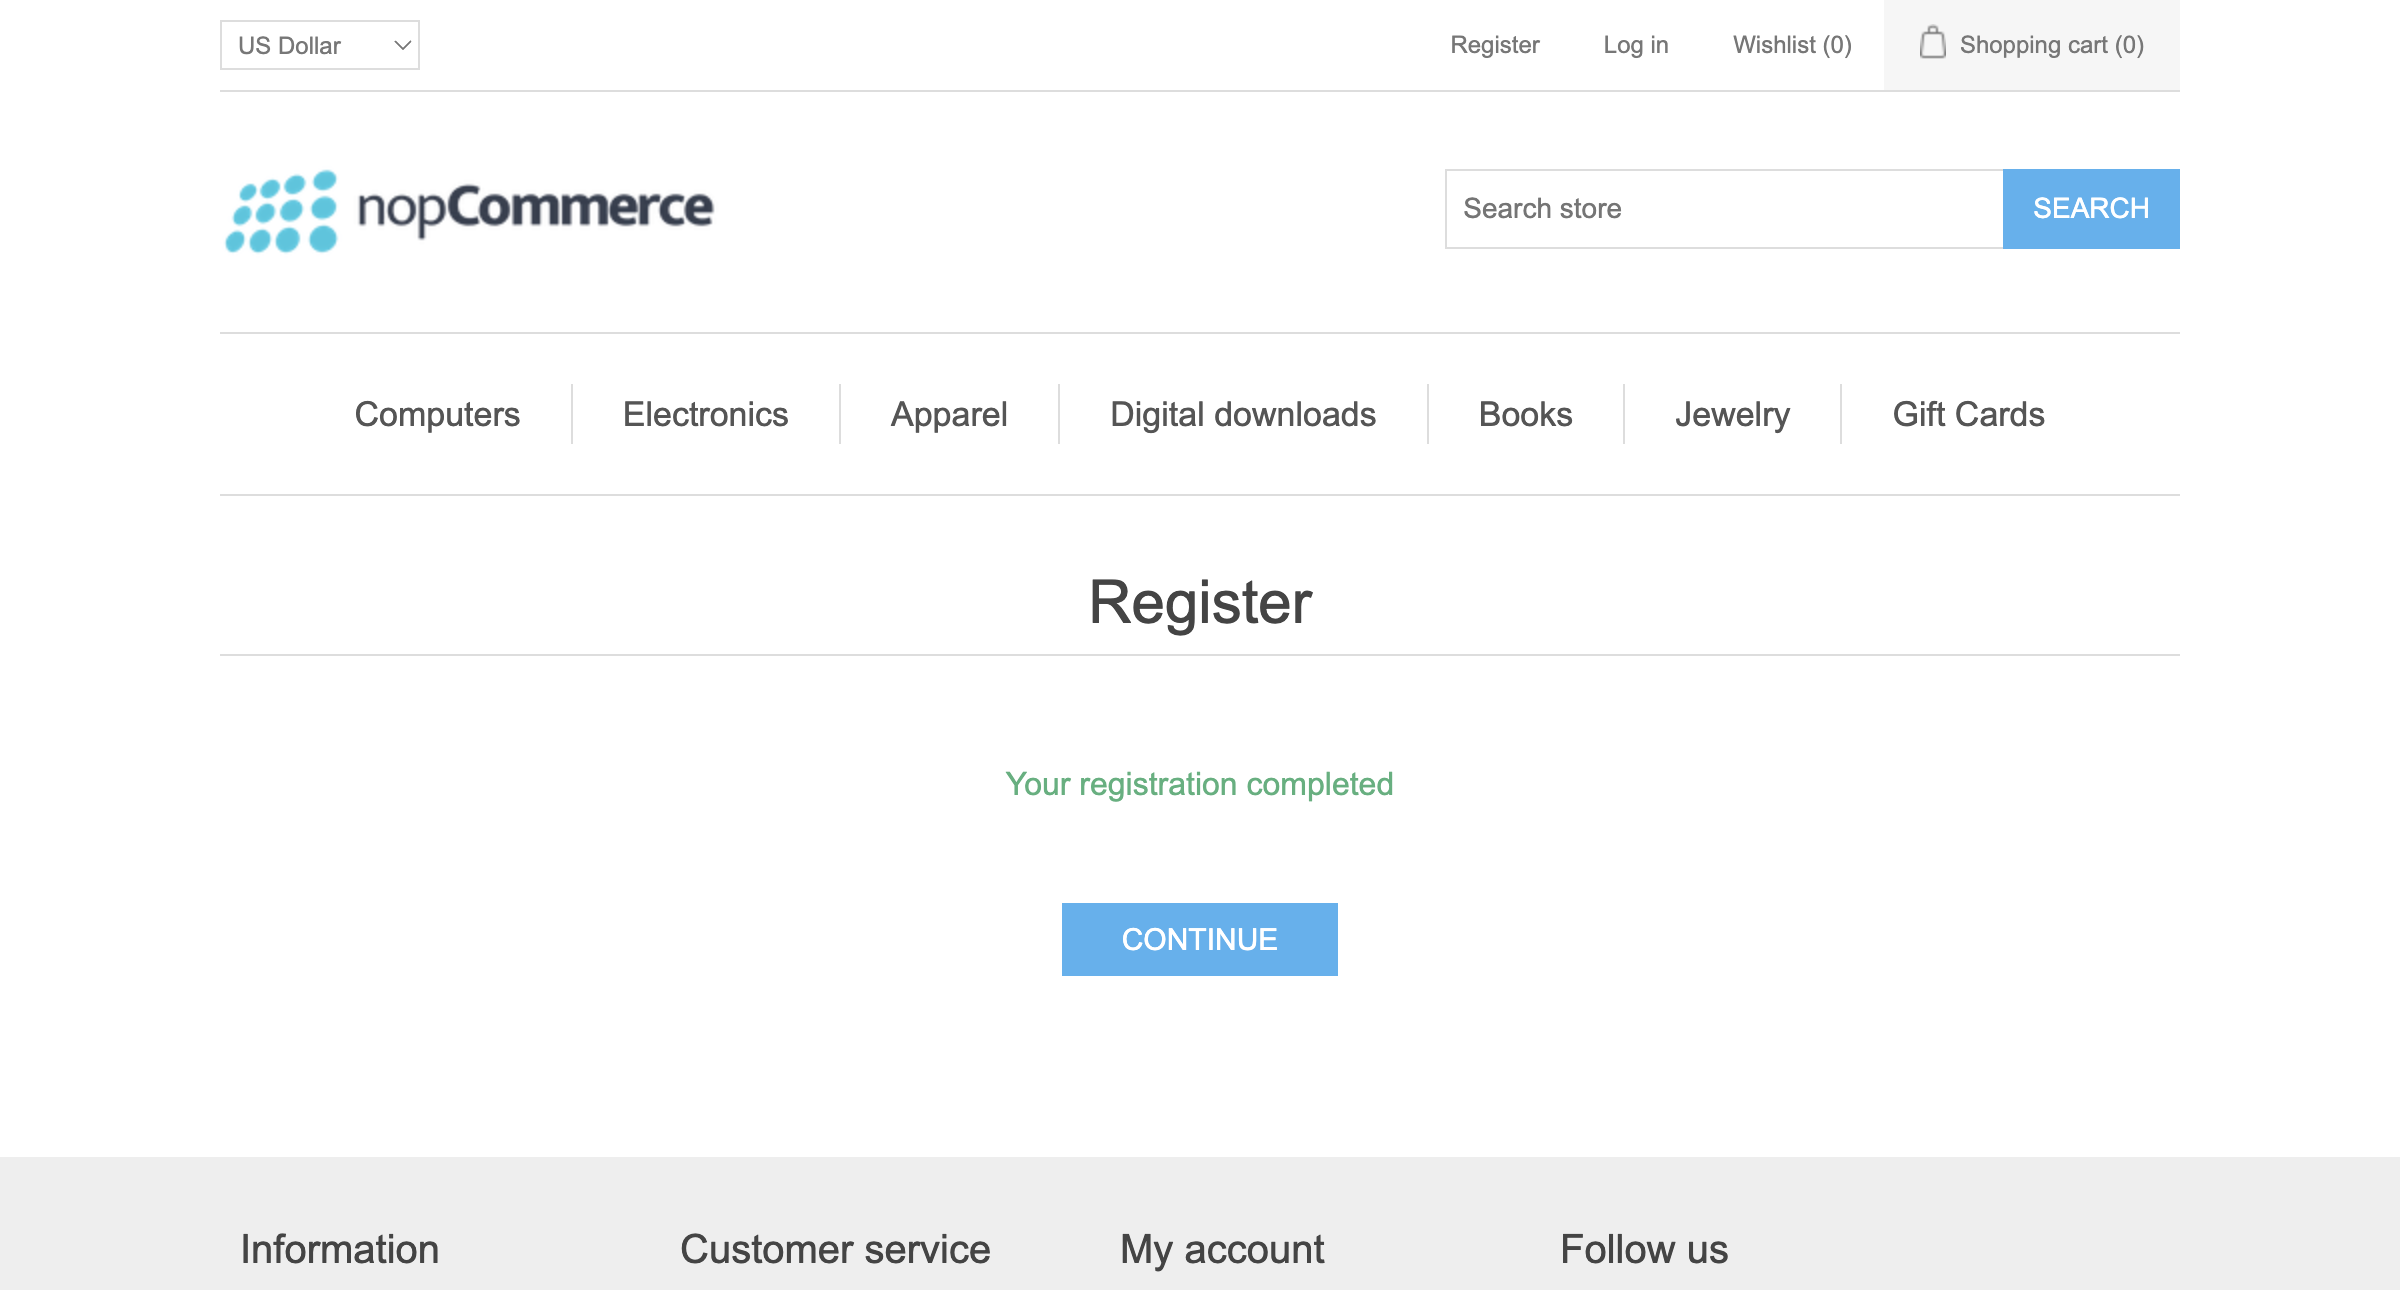 US Dollar Register Log in Wishlist (0) Shopping cart (0)
nopCommerce Search store SEARCH
Computers Electronics Apparel Digital downloads Books Jewelry Gift Cards
Register
Your registration completed
CONTINUE
Information Customer service My account Follow us